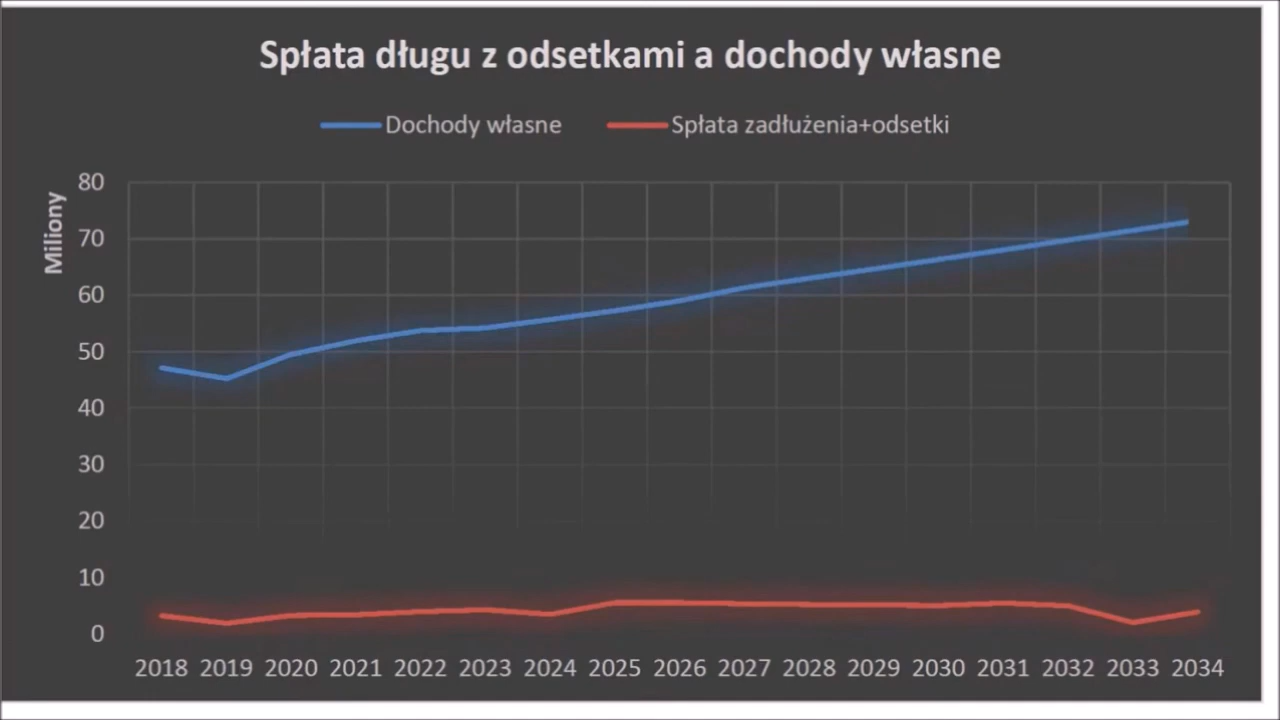 Spłata długu z odsetkami a dochody własne
Dochody własne Spłata zadłużenia+odsetki
Miliony
80
70
60
50
40
30
20
10
0
2018 2019 2020 2021 2022 2023 2024 2025 2026 2027 2028 2029 2030 2031 2032 2033 2034